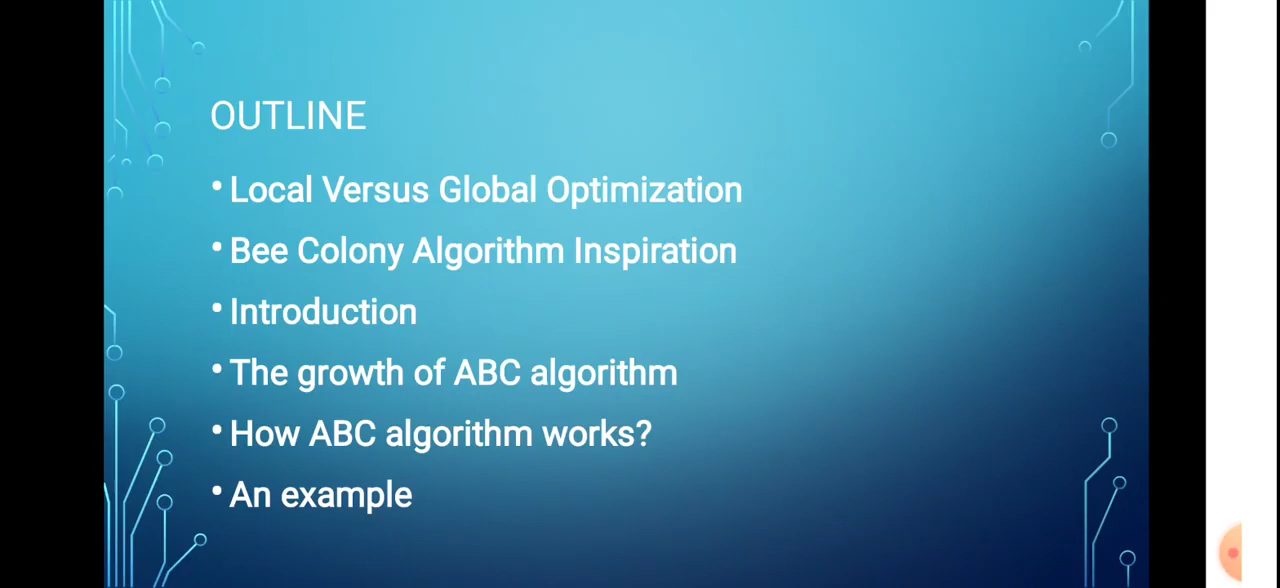 OUTLINE
• Local Versus Global Optimization
• Bee Colony Algorithm Inspiration
• Introduction
• The growth of ABC algorithm
• How ABC algorithm works?
• An example